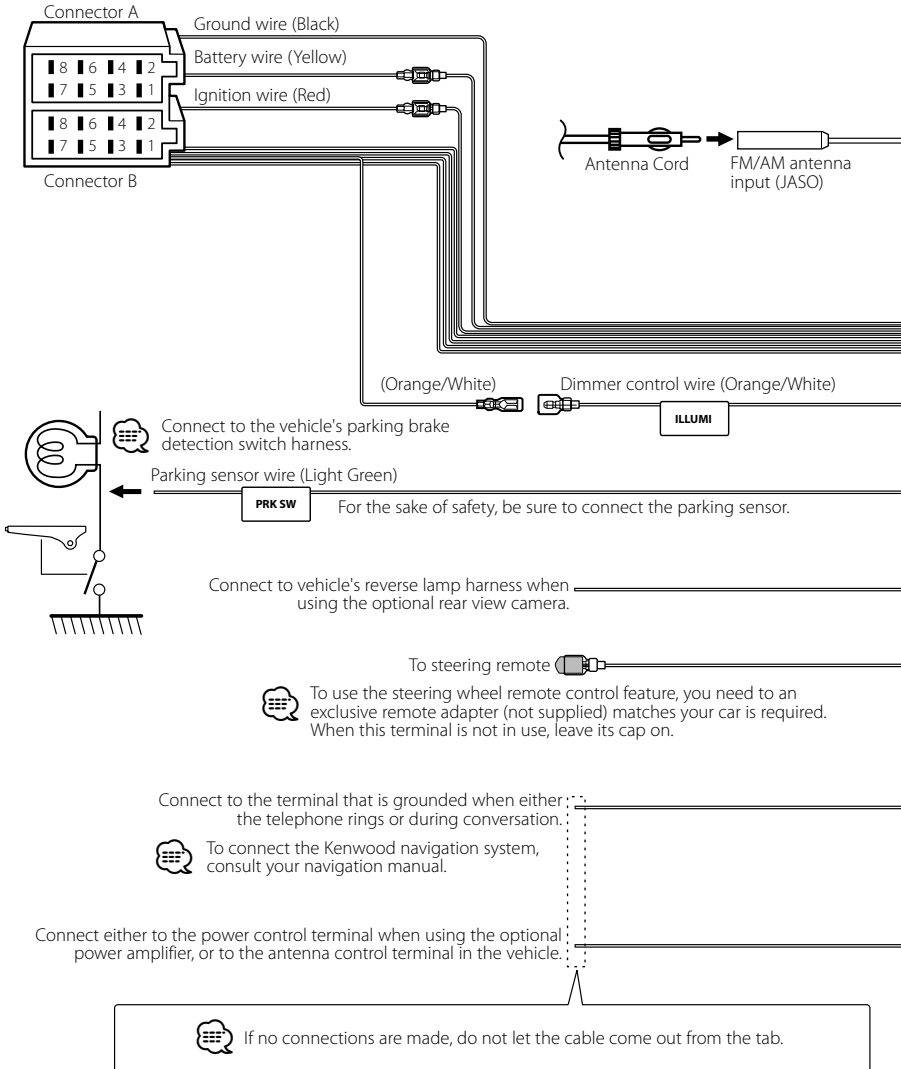 Connector A
Ground wire (Black)
Battery wire (Yellow)
8 6 4 2
7 5 3 1
Ignition wire (Red)
8 6 4 2
7 5 3 1
Connector B
Antenna Cord
FM/AM antenna
input (JASO)
(Orange/White)
Dimmer control wire (Orange/White)
ILLUMI
Connect to the vehicle's parking brake
detection switch harness.
Parking sensor wire (Light Green)
PRK SW
For the sake of safety, be sure to connect the parking sensor.
Connect to vehicle's reverse lamp harness when
using the optional rear view camera.
To steering remote
To use the steering wheel remote control feature, you need to an
exclusive remote adapter (not supplied) matches your car is required.
When this terminal is not in use, leave its cap on.
Connect to the terminal that is grounded when either
the telephone rings or during conversation.
To connect the Kenwood navigation system,
consult your navigation manual.
Connect either to the power control terminal when using the optional
power amplifier, or to the antenna control terminal in the vehicle.
If no connections are made, do not let the cable come out from the tab.